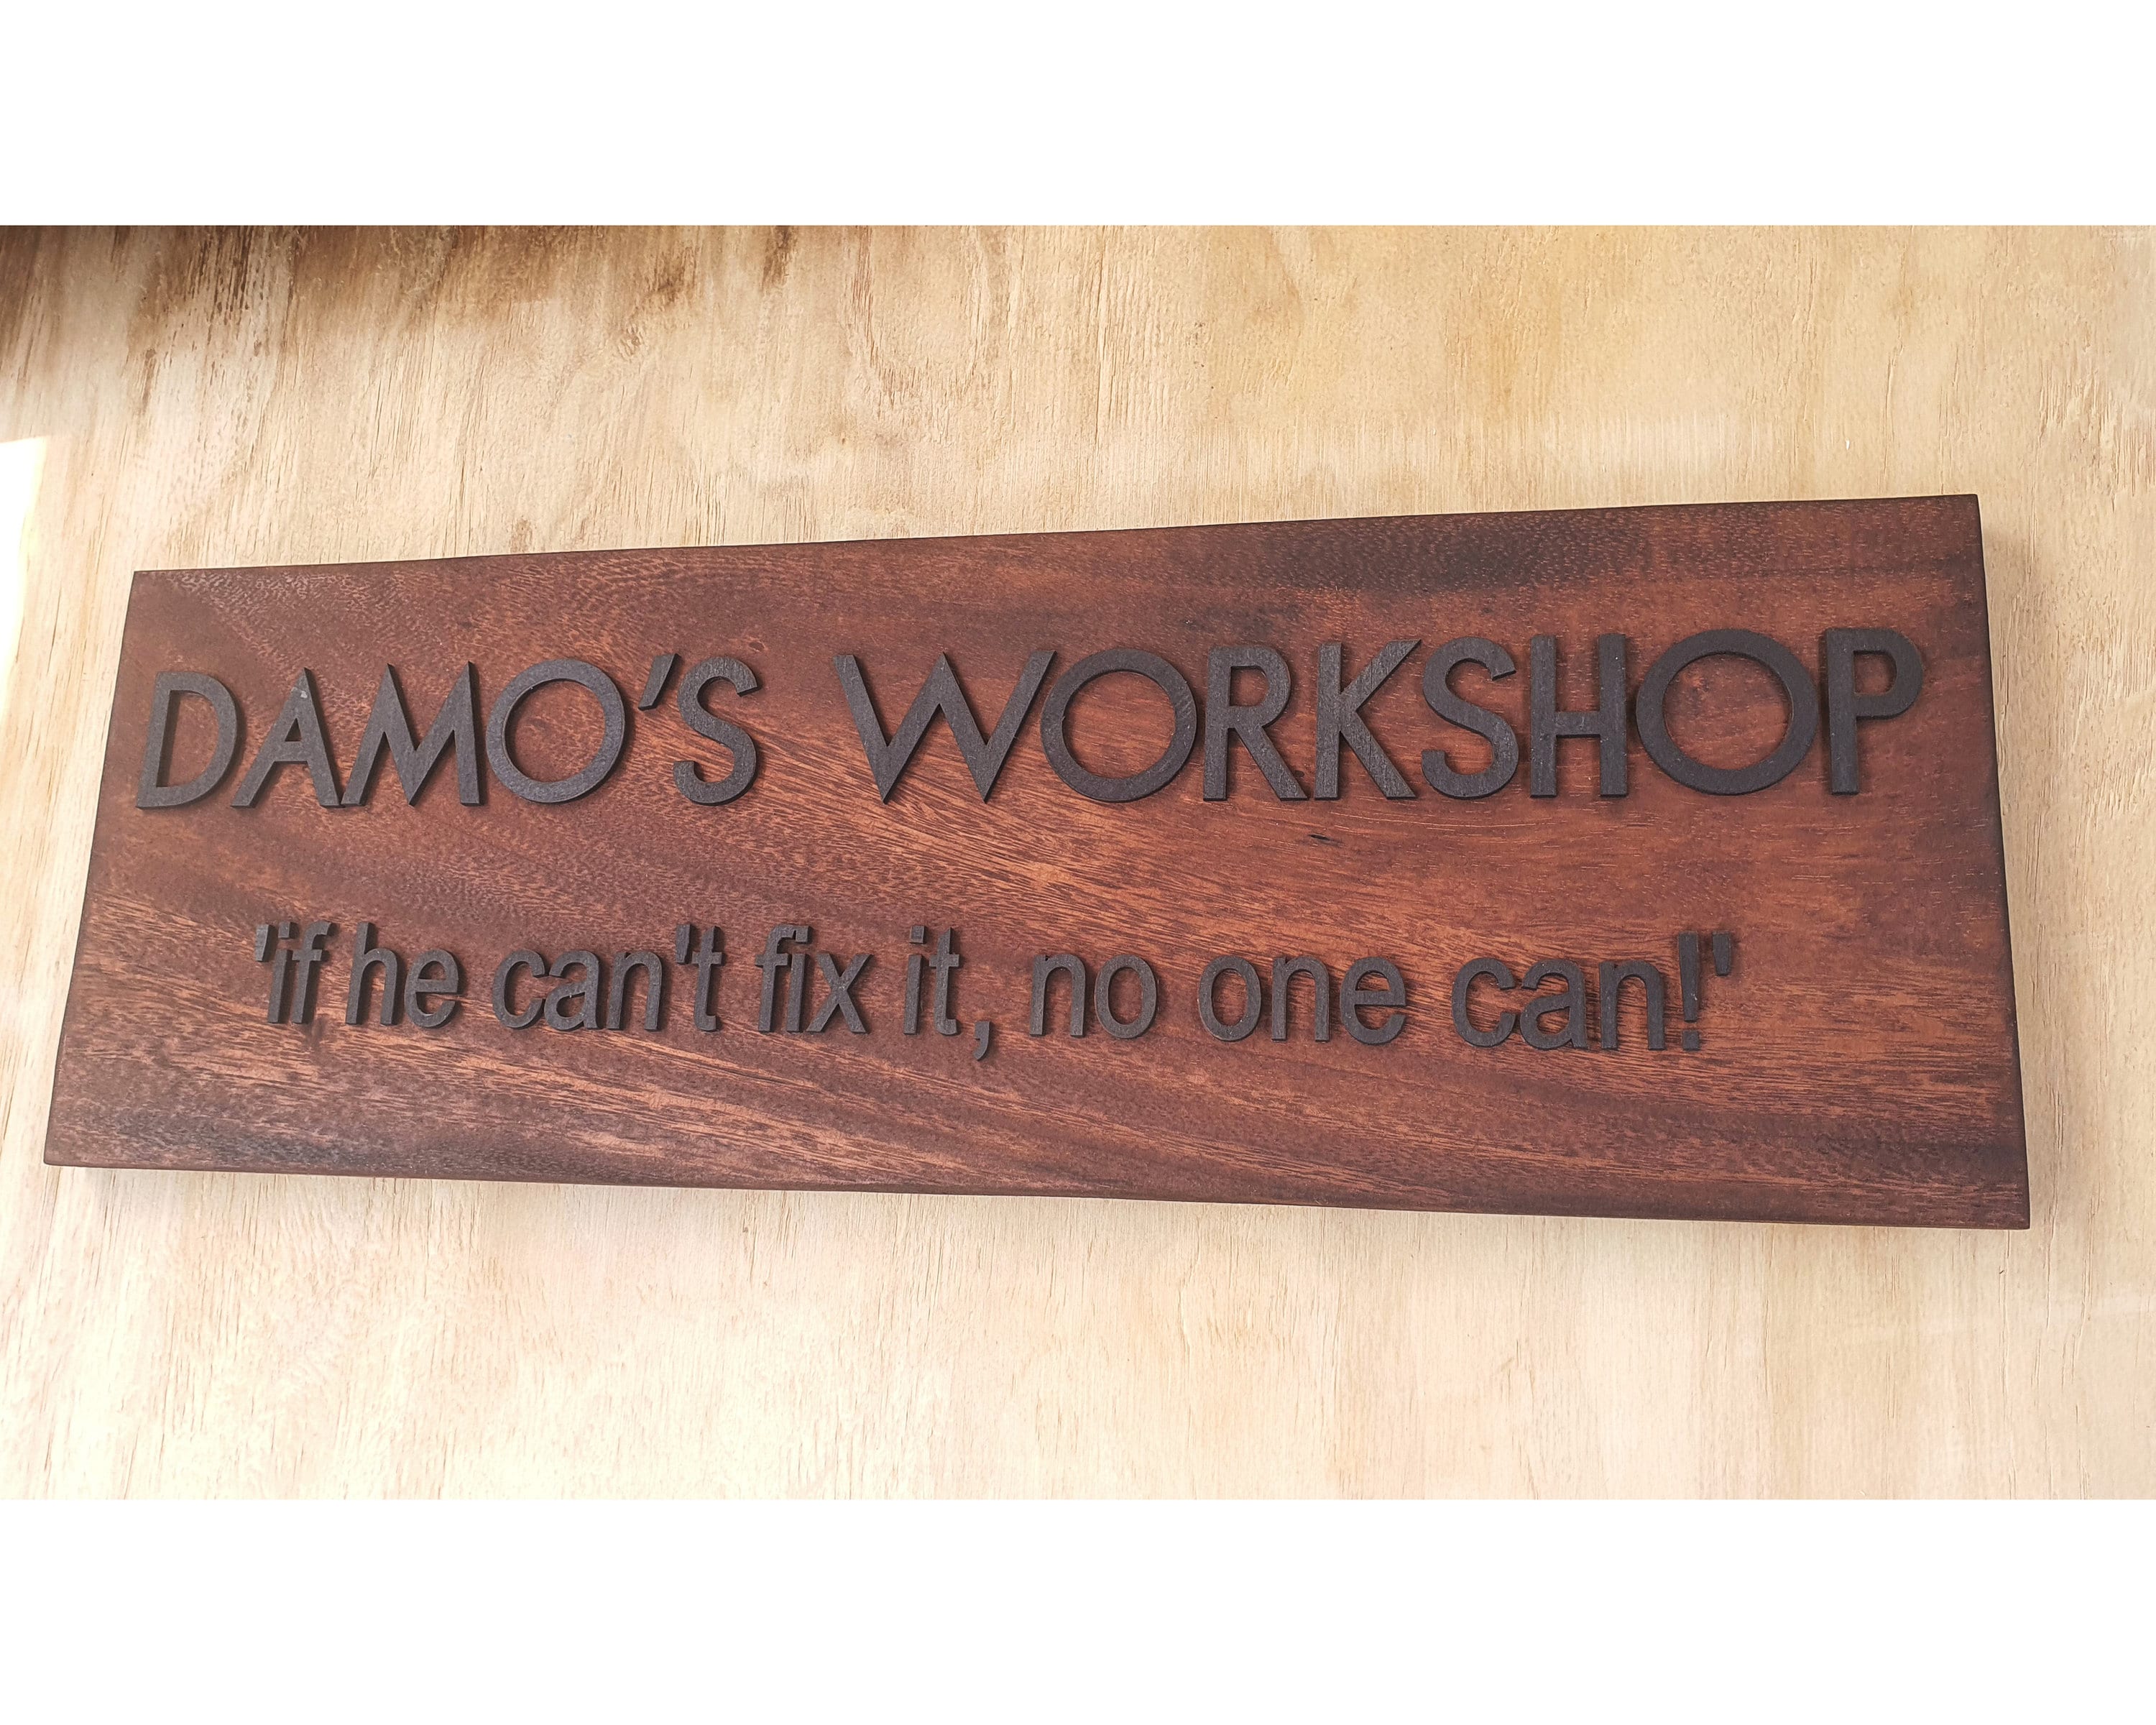 DAMO'S WORKSHOP
'if he can't fix it, no one can!'